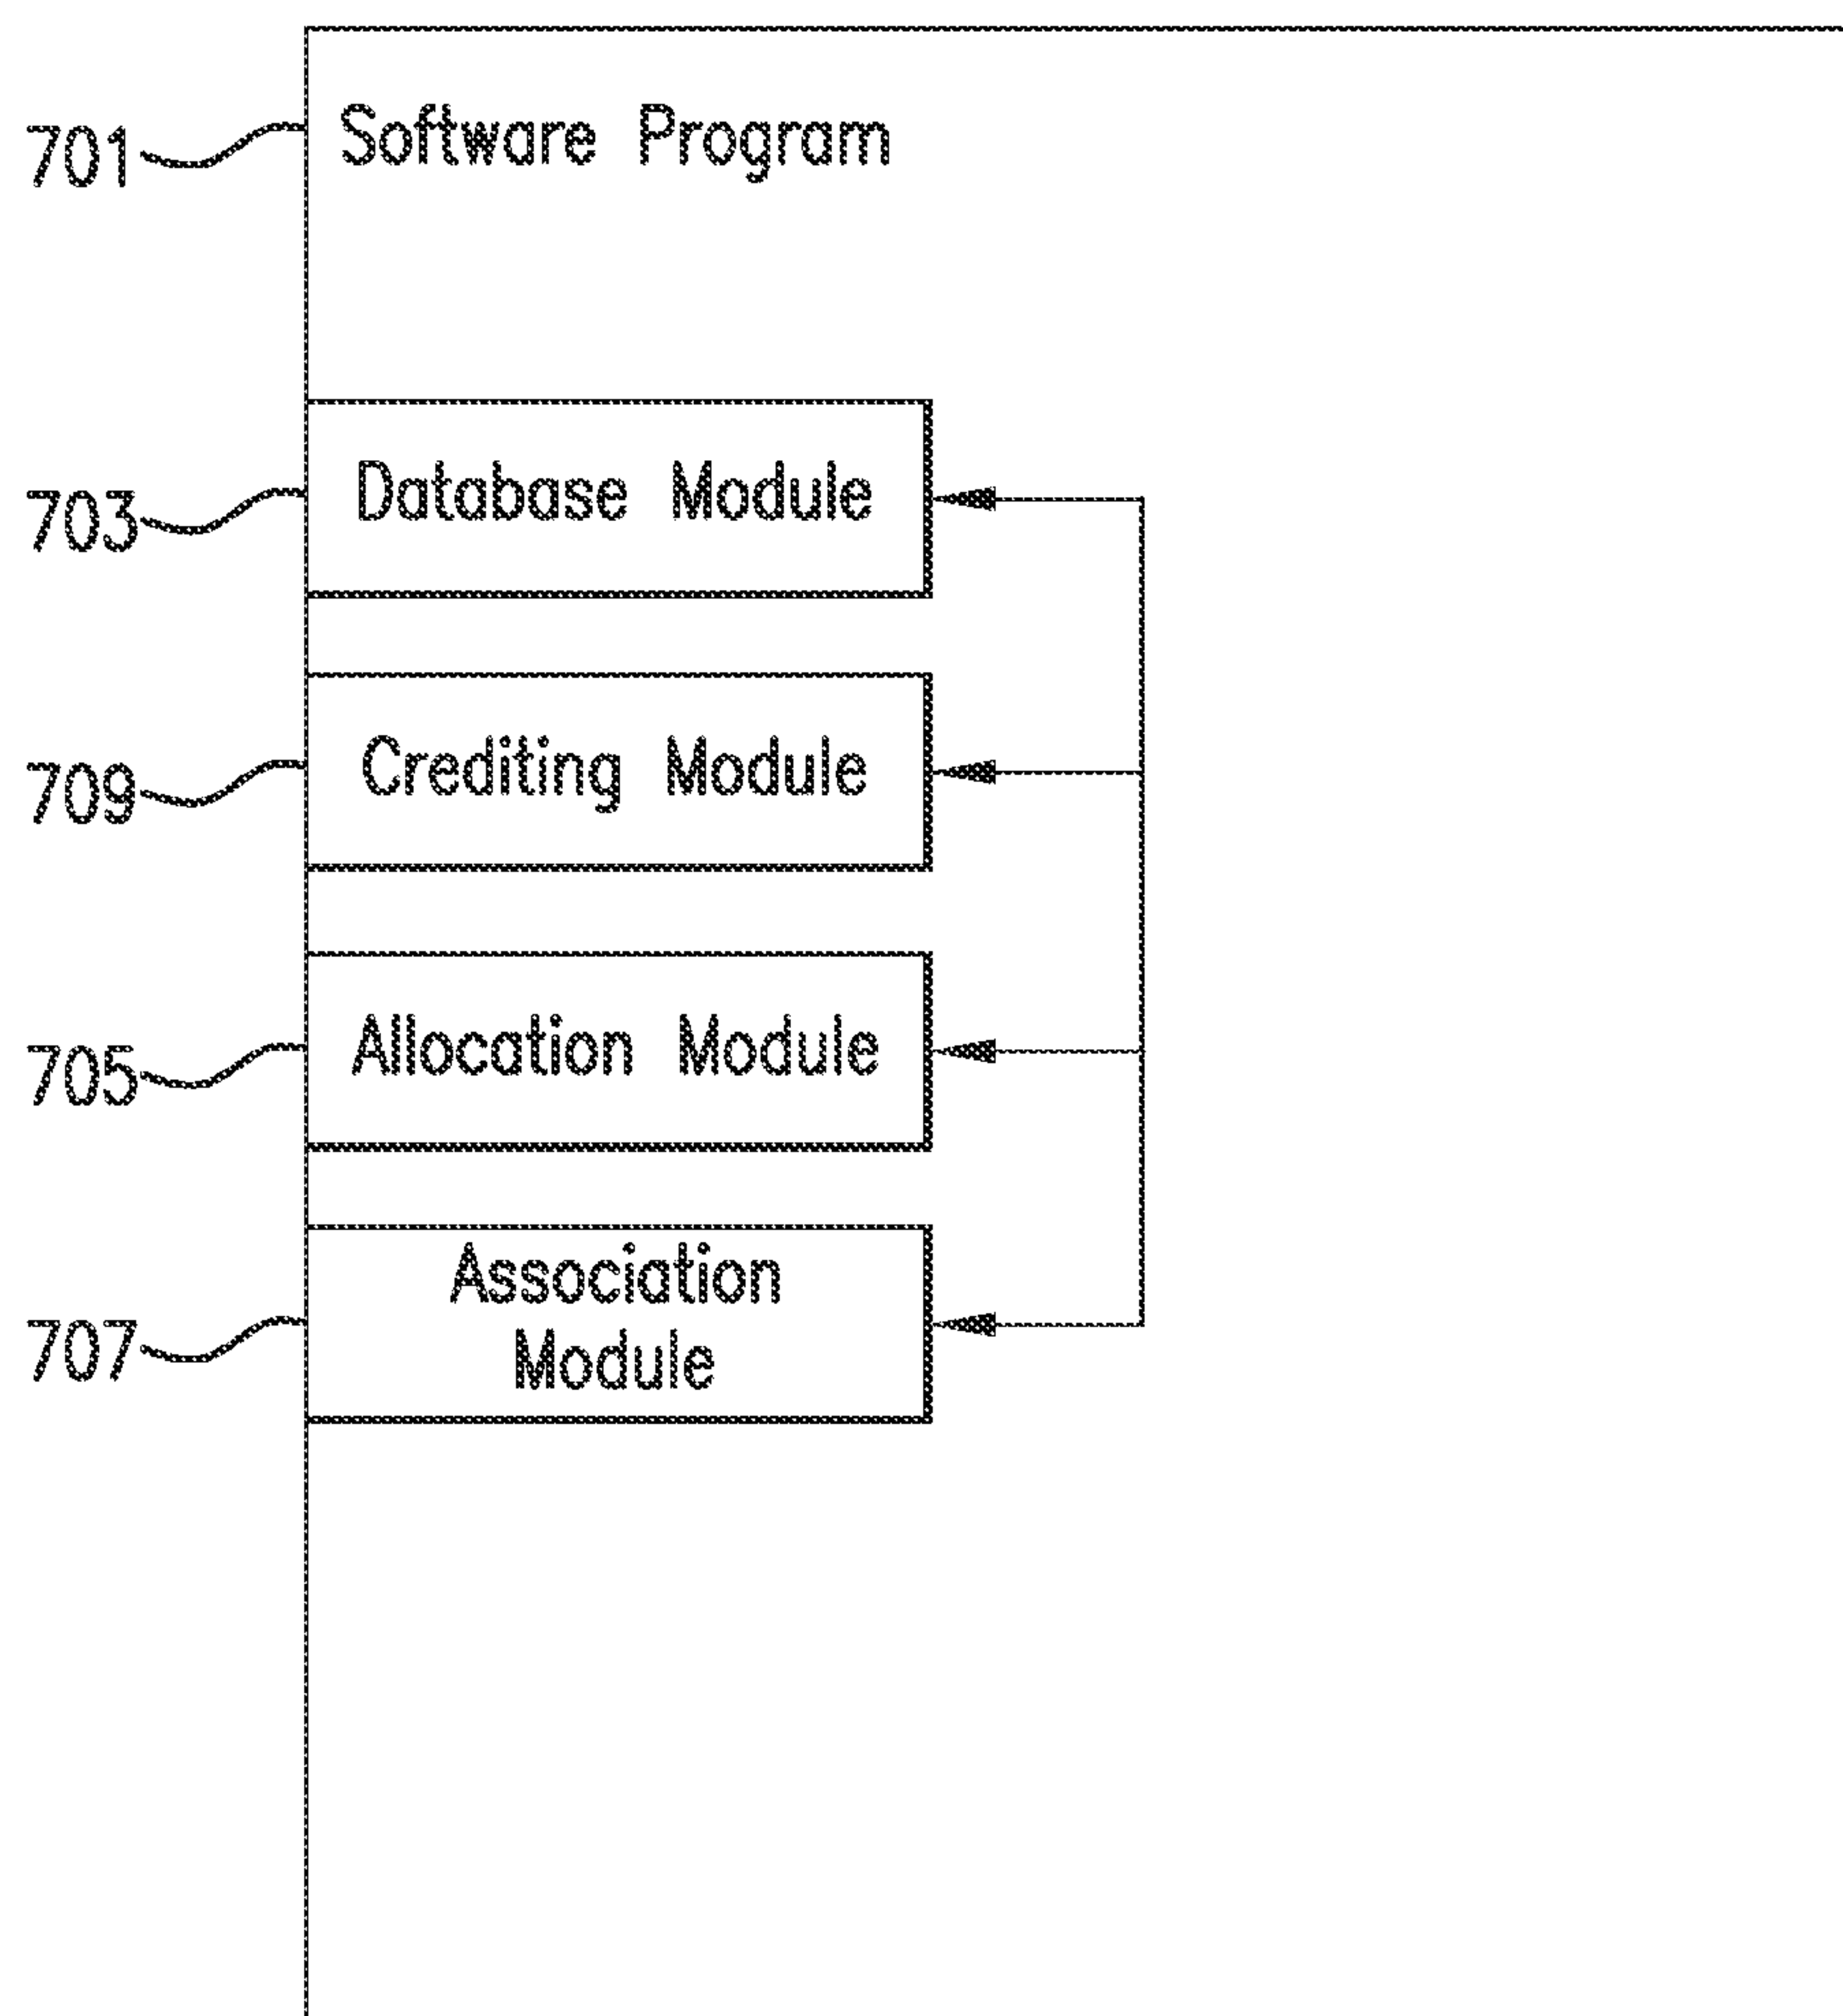 701 Software Program
703 Database Module
709 Crediting Module
705 Allocation Module
707 Association
Module